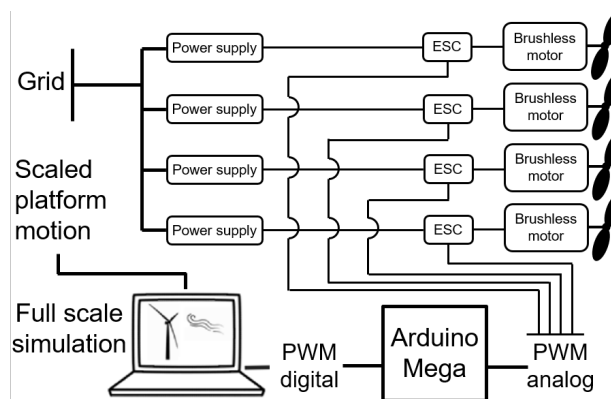 Power supply
ESC
Brushless
motor
Grid
Power supply
ESC
Brushless
motor
Scaled
platform
motion
Power supply
ESC
Brushless
motor
Power supply
ESC
Brushless
motor
Full scale
simulation
PWM
digital
Arduino
Mega
PWM
analog